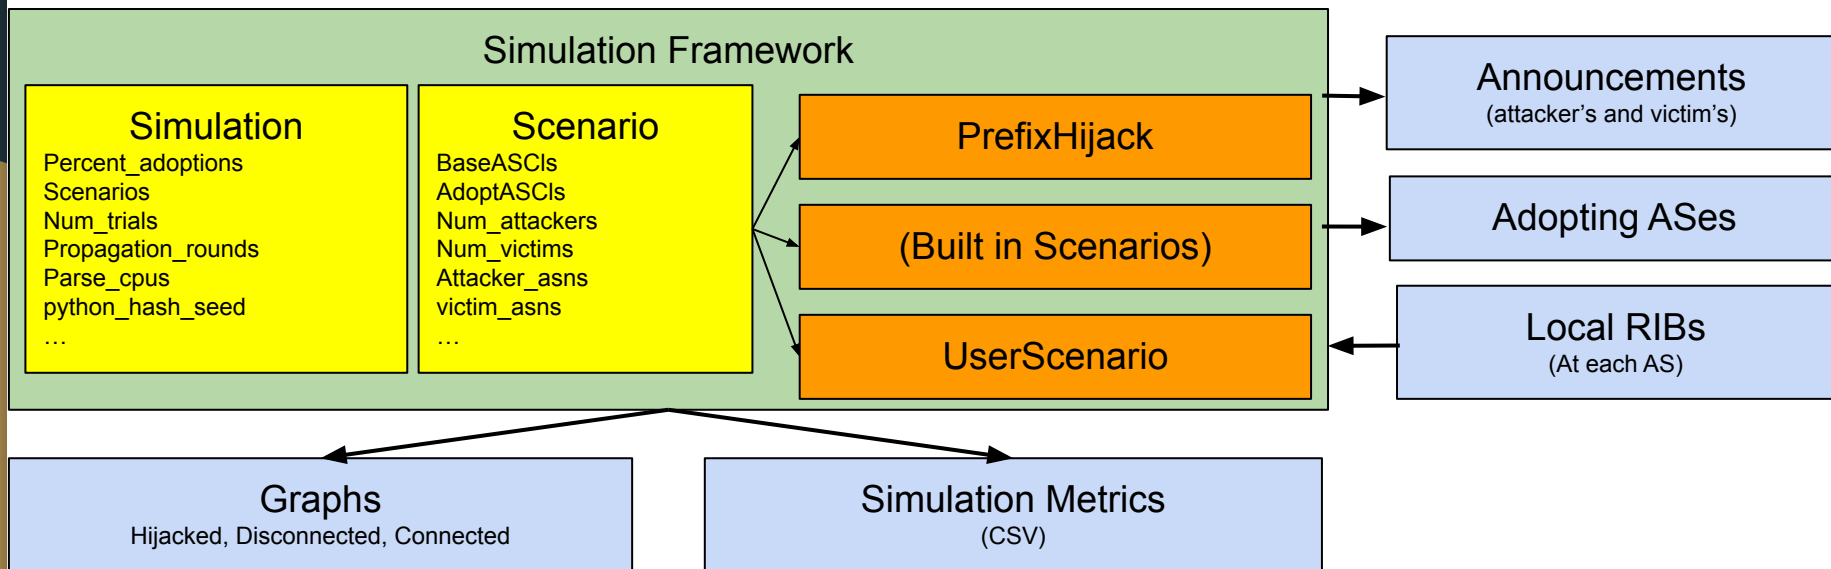 Simulation Framework
Simulation
Percent_adoptions
Scenarios
Num_trials
Propagation_rounds
Parse_cpus
python_hash_seed
…
Scenario
BaseASCls
AdoptASCls
Num_attackers
Num_victims
Attacker_asns
victim_asns
…
PrefixHijack
(Built in Scenarios)
UserScenario
Announcements
(attacker’s and victim’s)
Adopting ASes
Local RIBs
(At each AS)
Graphs
Hijacked, Disconnected, Connected
Simulation Metrics
(CSV)